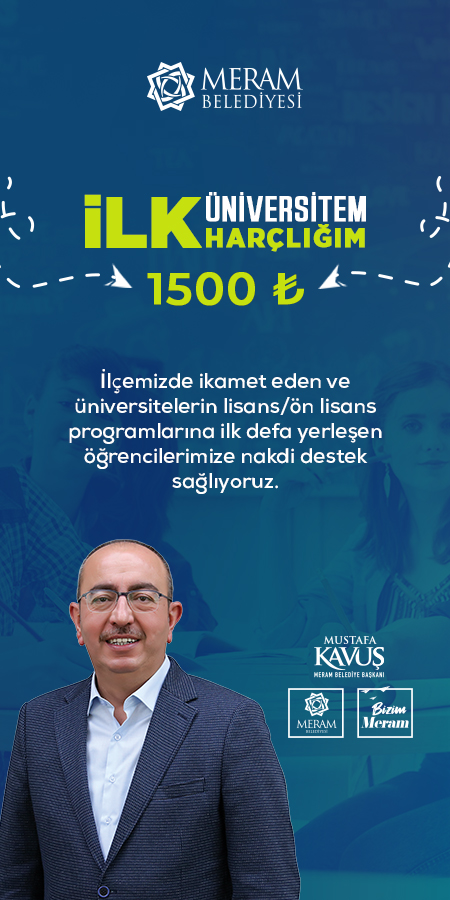 MERAM
BELEDİYESİ
İLK ÜNİVERSİTEM
HARÇLIĞIM
1500 ₺
İlçemizde ikamet eden ve
üniversitelerin lisans/ön lisans
programlarına ilk defa yerleşen
öğrencilerimize nakdi destek
sağlıyoruz.
MUSTAFA
KAVUŞ
MERAM BELEDİYE BAŞKANI
MERAM
BELEDİYESİ
Bizim
Meram